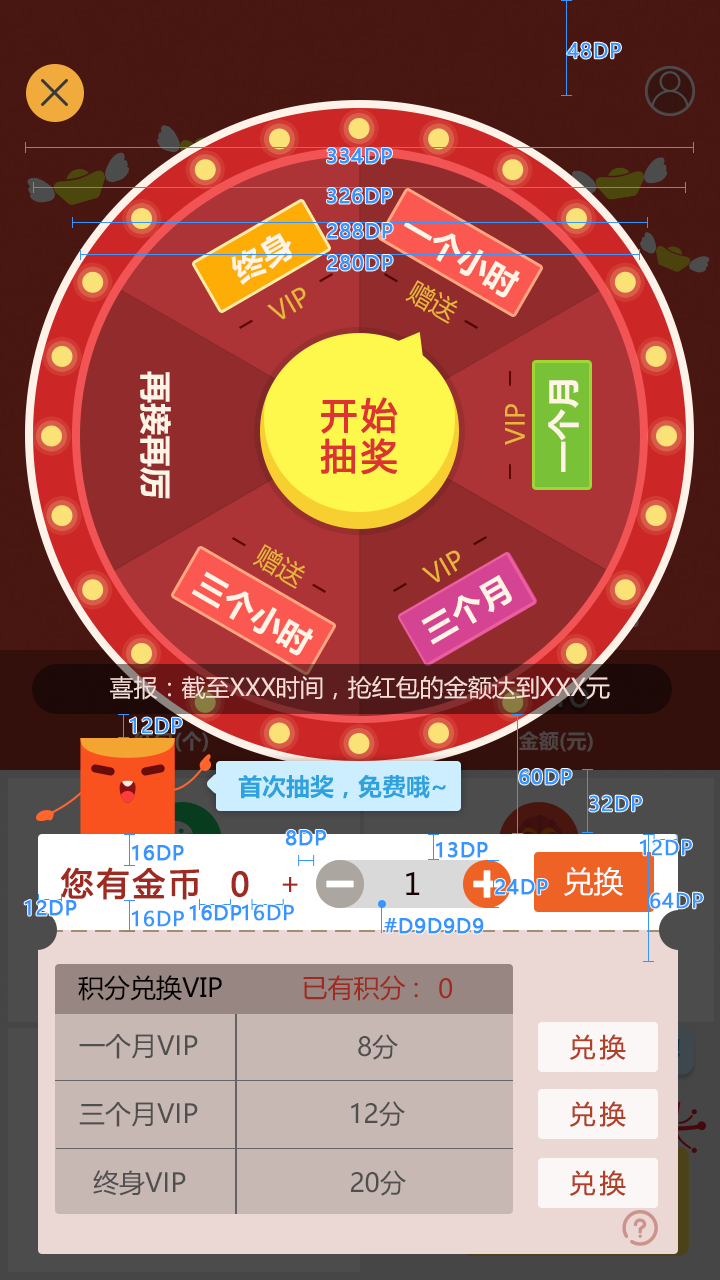 48DP
334DP
326DP
288DP
280DP
终身
VIP
一个小时
赠送
一个月
VIP
再接再历
开始
抽奖
赠送
三个小时
VIP
三个月
喜报：截至XXX时间，抢红包的金额达到XXX元
12DP
(个)
金额(元)
60DP
首次抽奖，免费哦~
32DP
8DP
16DP
13DP
12DP
您有金币 0 + 1 兑换
24DP
12DP
64DP
16DP
16DP
16DP
#D9D9D9
积分兑换VIP 已有积分： 0
一个月VIP 8分 兑换
三个月VIP 12分 兑换
终身VIP 20分 兑换
?